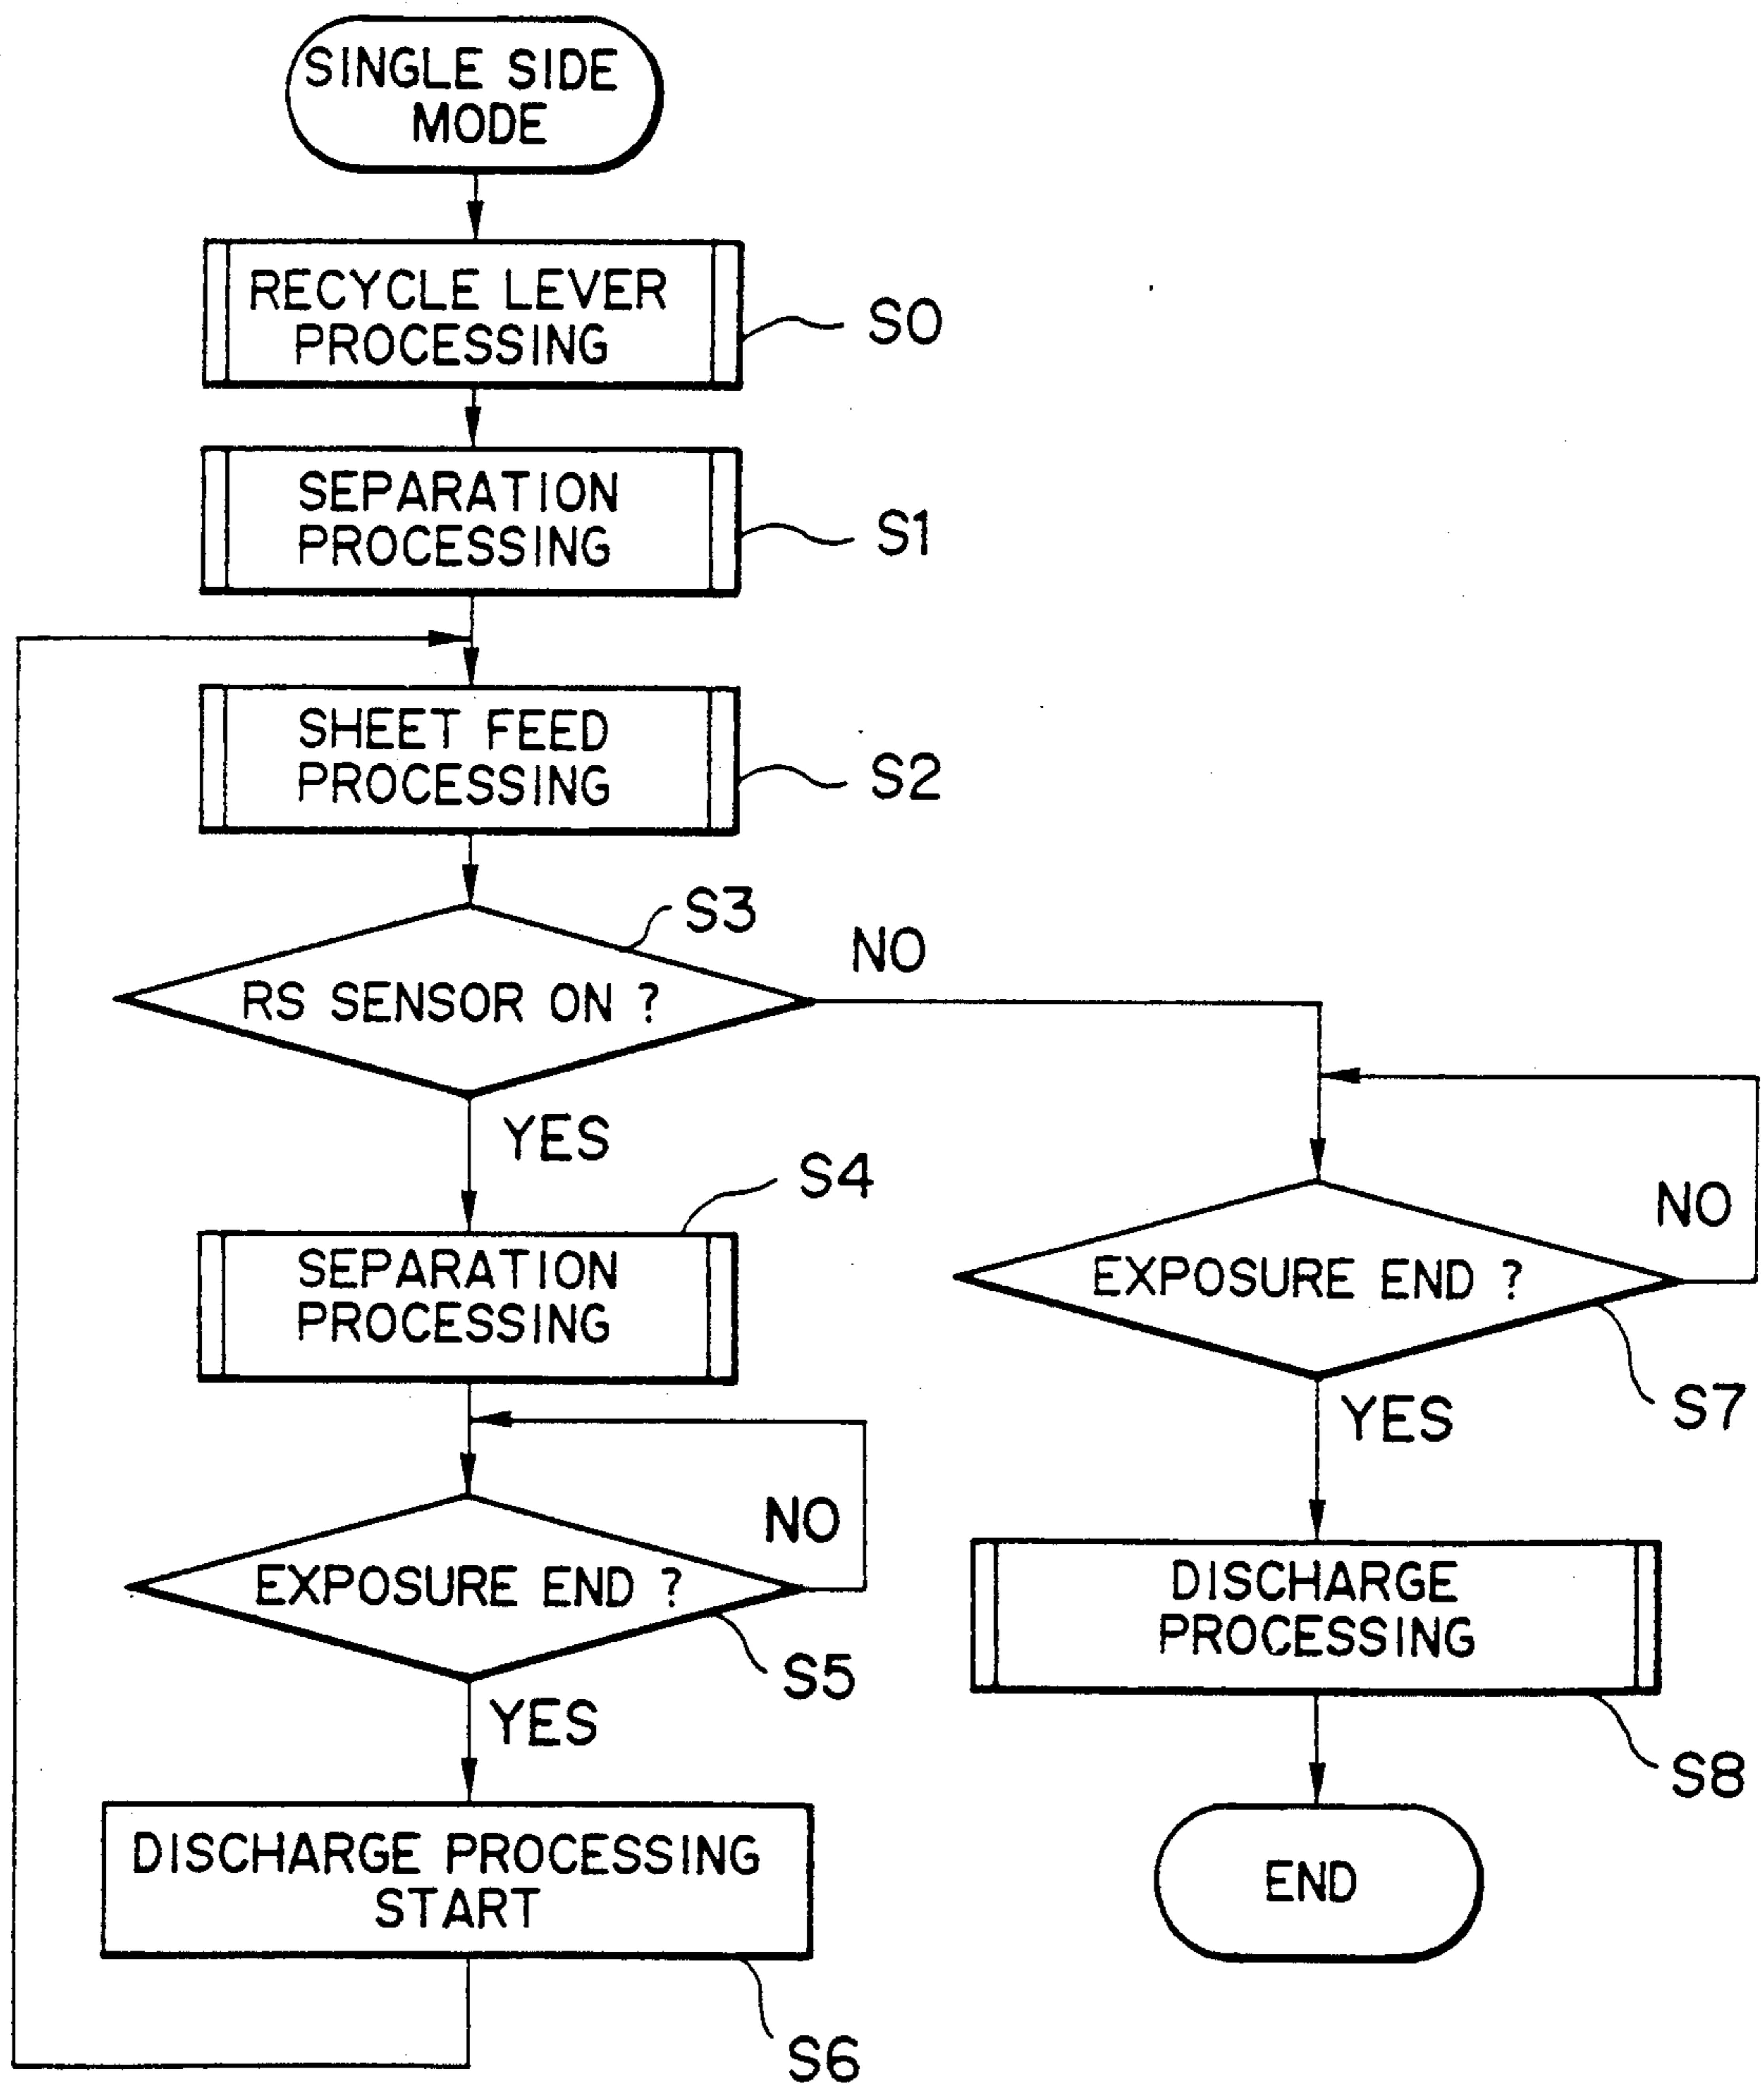 SINGLE SIDE
MODE
RECYCLE LEVER
PROCESSING
S0
SEPARATION
PROCESSING
S1
SHEET FEED
PROCESSING
S2
S3
RS SENSOR ON ?
NO
YES
S4
SEPARATION
PROCESSING
EXPOSURE END ?
NO
S5
YES
DISCHARGE PROCESSING
START
S6
EXPOSURE END ?
NO
S7
YES
DISCHARGE
PROCESSING
S8
END